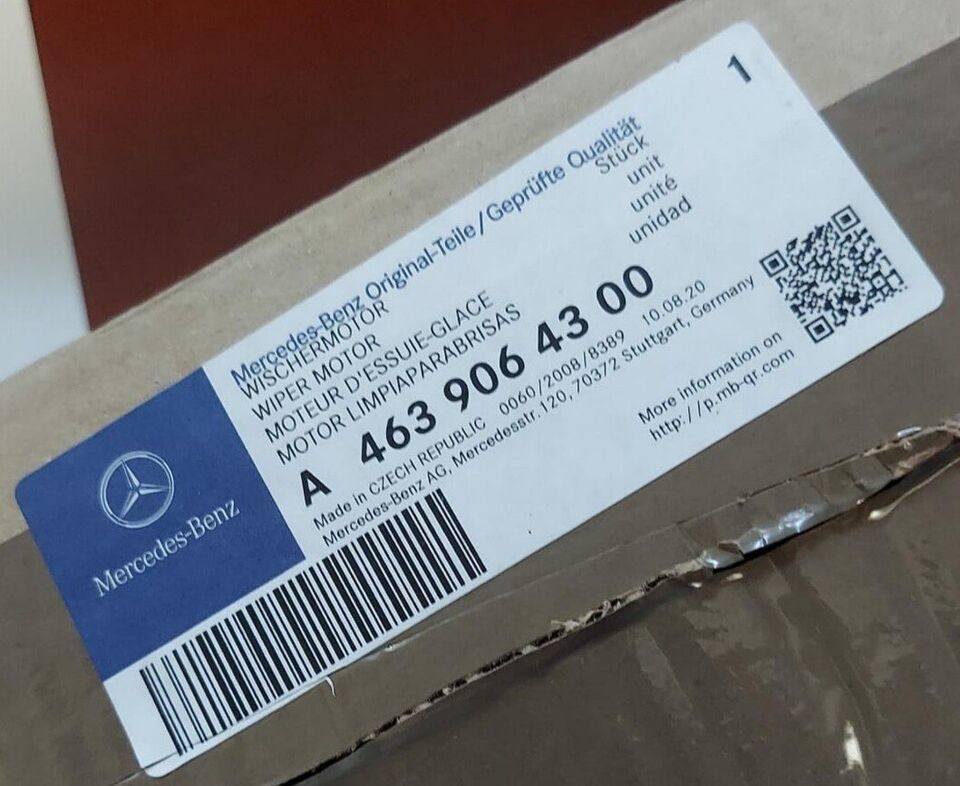 1
Mercedes-Benz Original-Teile/Geprüfte Qualität
Stück
unit
unité
unidad
WISCHERMOTOR
WIPER MOTOR
MOTEUR D'ESSUIE-GLACE
MOTOR LIMPIAPARABRISAS
A 463 906 43 00
Made in CZECH REPUBLIC 0060/2008/8389 10.08.20
Mercedes-Benz AG, Mercedesstr. 120, 70372 Stuttgart, Germany
More information on
http://p.mb-qr.com
Mercedes-Benz